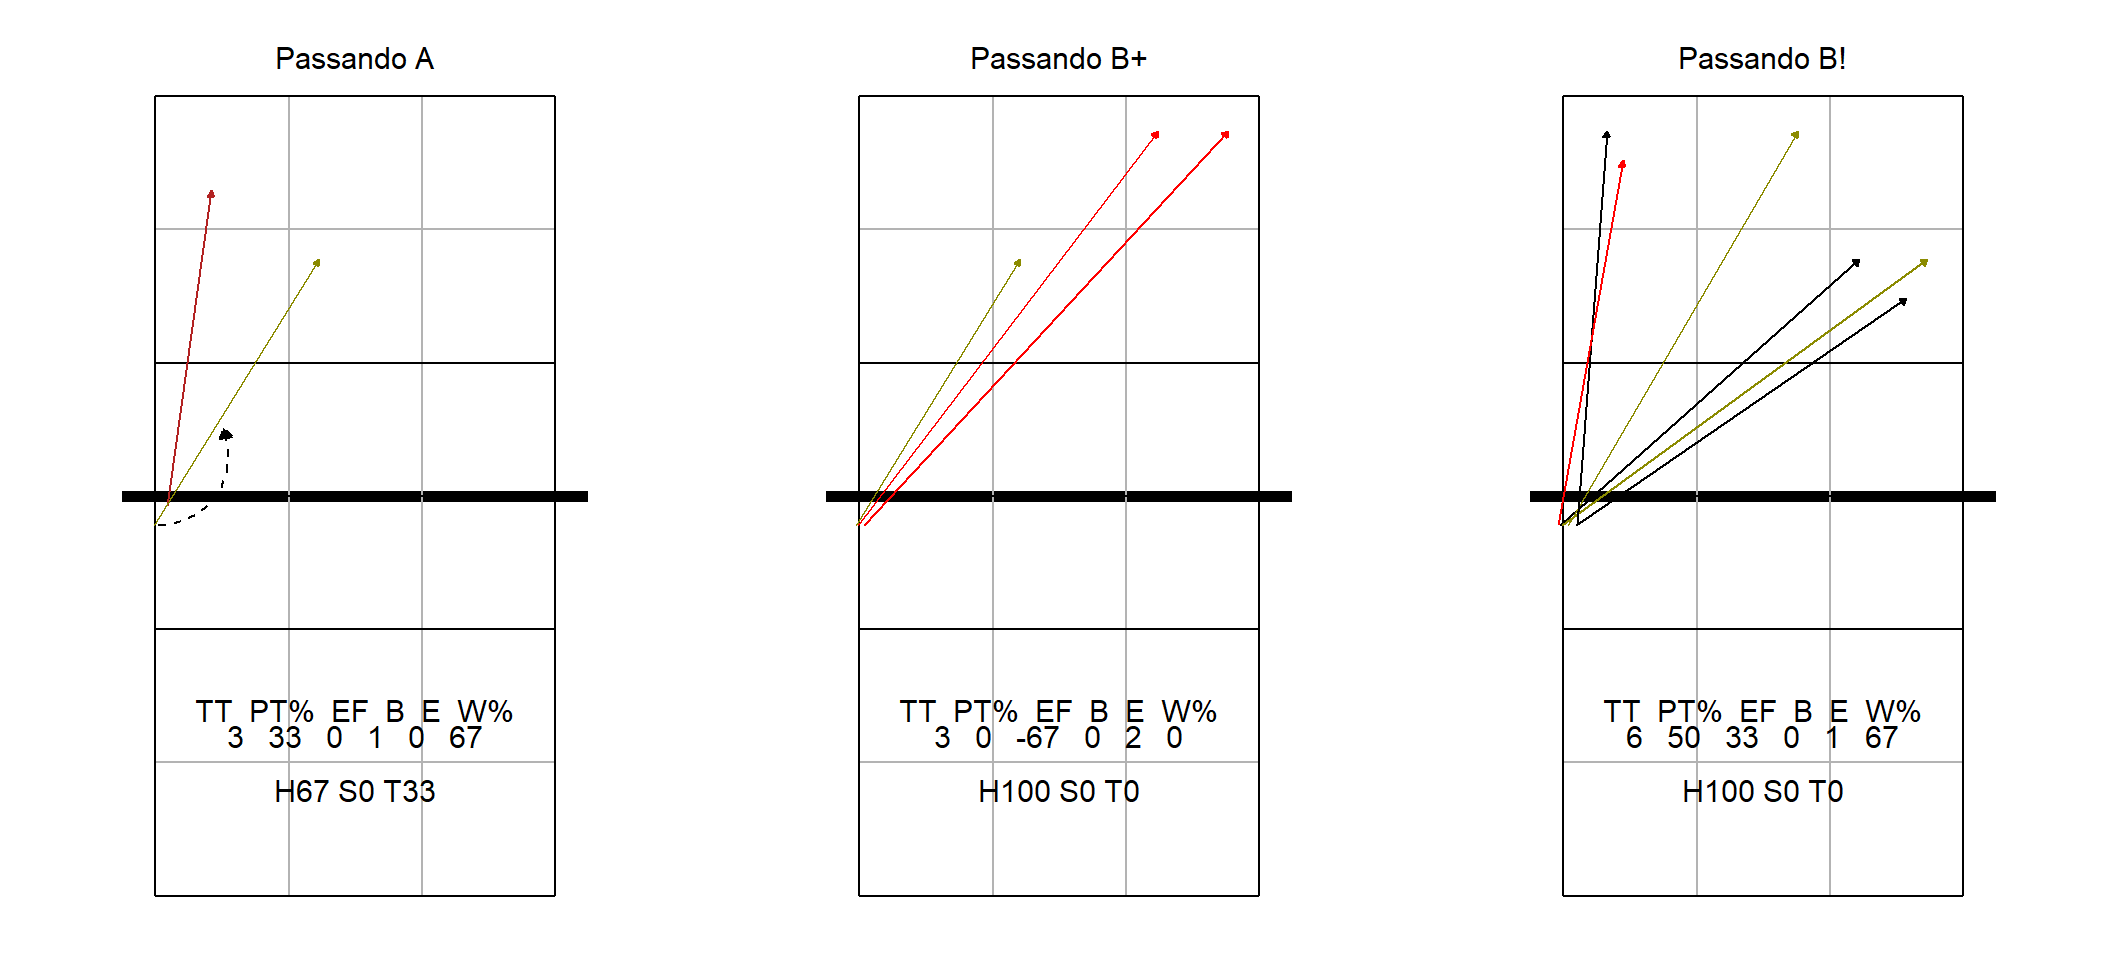 Passando A
TT PT% EF B E W%
3 33 0 1 0 67
H67 S0 T33
Passando B+
TT PT% EF B E W%
3 0 -67 0 2 0
H100 S0 T0
Passando B!
TT PT% EF B E W%
6 50 33 0 1 67
H100 S0 T0